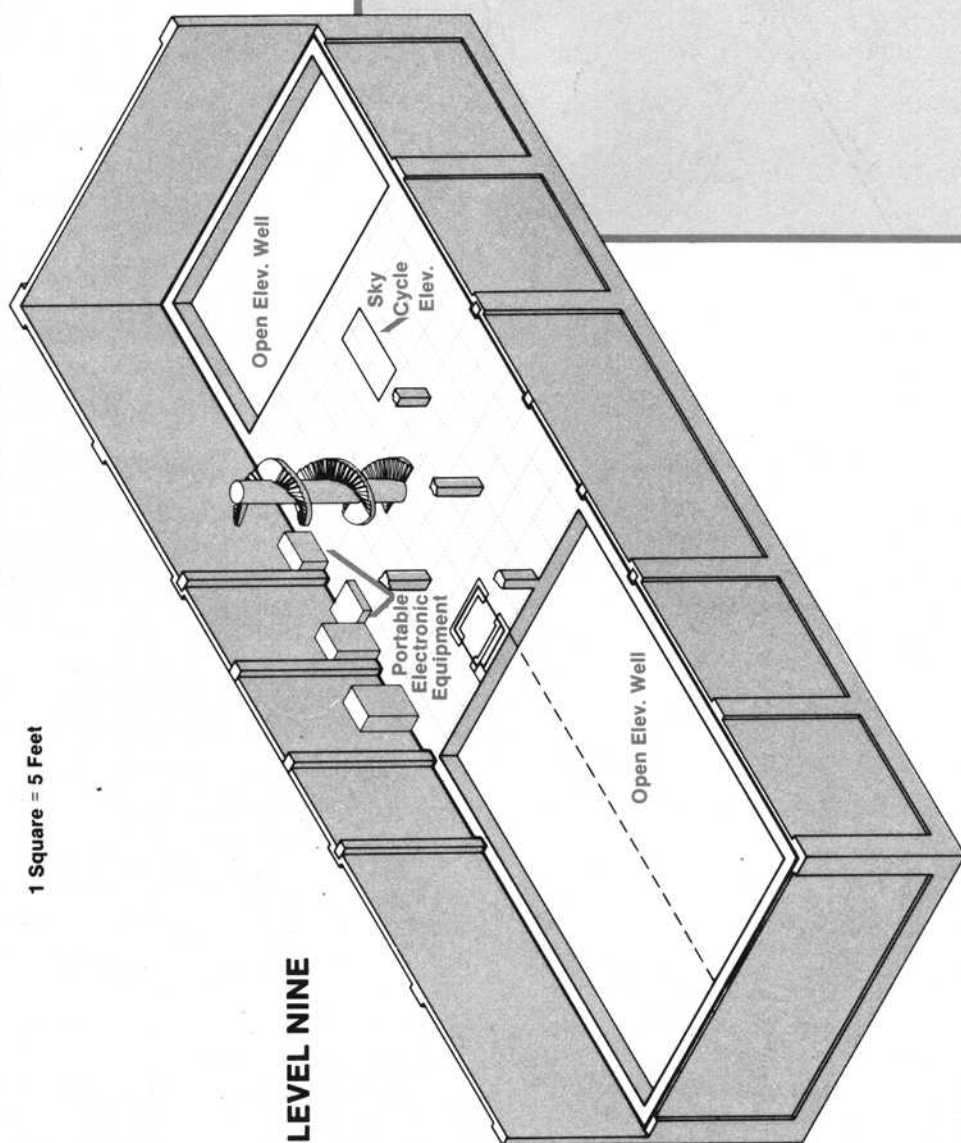 1 Square = 5 Feet
LEVEL NINE
Open Elev. Well
Sky
Cycle
Elev.
Portable
Electronic
Equipment
Open Elev. Well